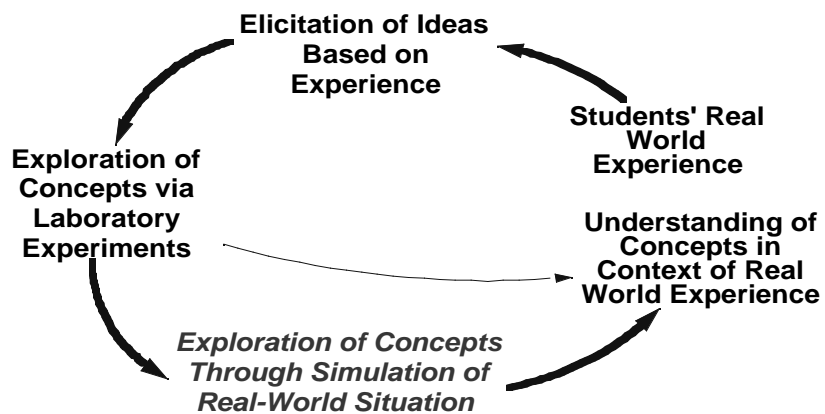 Elicitation of Ideas
Based on
Experience
Students' Real
World
Experience
Exploration of
Concepts via
Laboratory
Experiments
Understanding of
Concepts in
Context of Real
World Experience
Exploration of Concepts
Through Simulation of
Real-World Situation